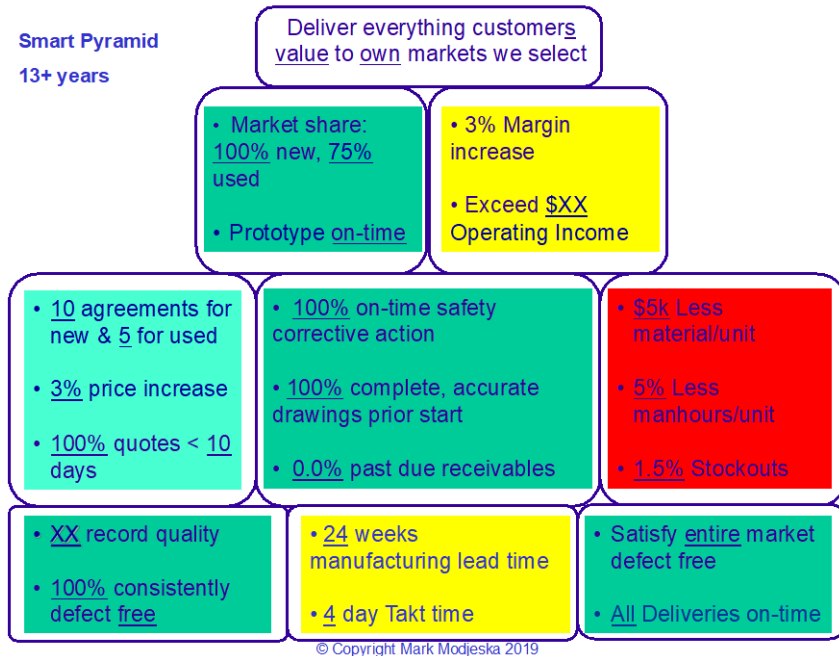 Smart Pyramid
13+ years
Deliver everything customers
value to own markets we select
• Market share:
100% new, 75%
used
• Prototype on-time
• 3% Margin
increase
• Exceed $XX
Operating Income
• 10 agreements for
new & 5 for used
• 3% price increase
• 100% quotes < 10
days
• 100% on-time safety
corrective action
• 100% complete, accurate
drawings prior start
• 0.0% past due receivables
• $5k Less
material/unit
• 5% Less
manhours/unit
• 1.5% Stockouts
• XX record quality
• 100% consistently
defect free
• 24 weeks
manufacturing lead time
• 4 day Takt time
• Satisfy entire market
defect free
• All Deliveries on-time
© Copyright Mark Modjeska 2019